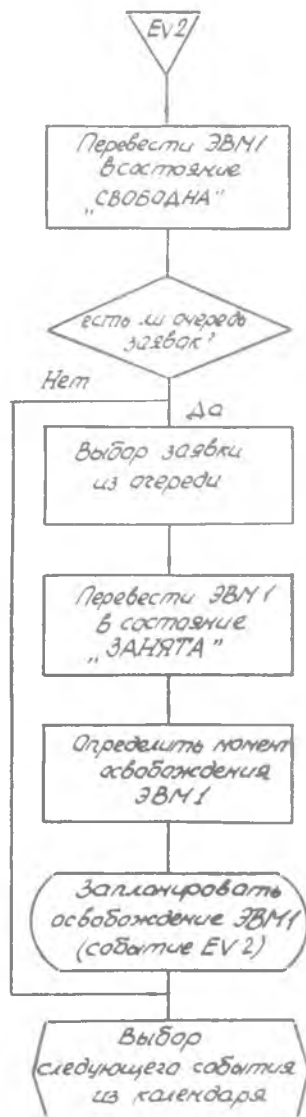 EV2
Перевести ЭВМ1
в состояние
„СВОБОДНА"
есть ли очередь
заявак?
Нет
Да
Выбор заявки
из очереди
Перевести ЭВМ1
в состояние
„ЗАНЯТА"
Определить момент
освобождения
ЭВМ1
Запланировать
освобождение ЭВМ1
(событие EV2)
Выбор
следующего события
из календаря